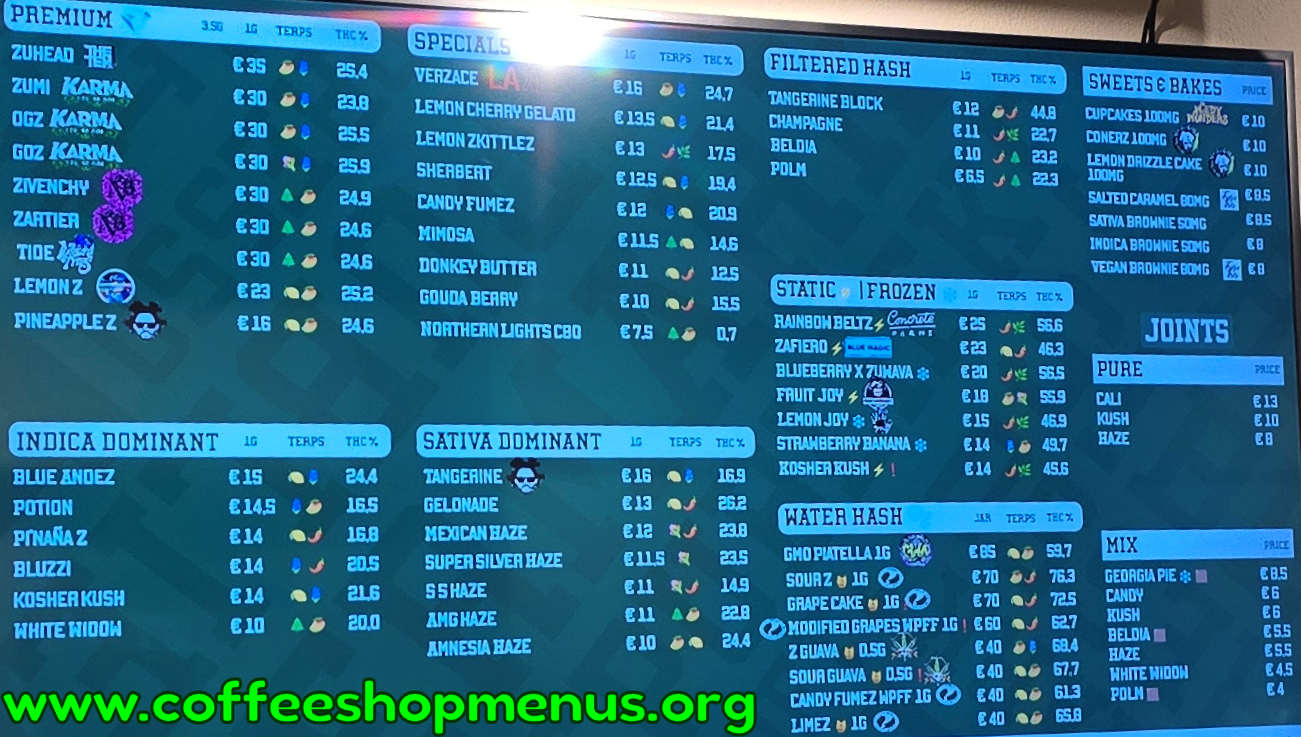 PREMIUM 3.5G 1G TERPS THC%
ZUHEAD €35 25,4
ZUMI KARMA €30 23,8
OGZ KARMA €30 25,5
GOZ KARMA €30 25,9
ZIVENCHY €30 24,9
ZARTIER €30 24,6
TIDE €30 24,6
LEMON Z €23 25,2
PINEAPPLE Z €16 24,6
SPECIALS 1G TERPS THC%
VERZACE LA €16 24,7
LEMON CHERRY GELATO €13,5 21,4
LEMON ZKITTLEZ €13 17,5
SHERBERT €12,5 19,4
CANDY FUMEZ €12 20,9
MIMOSA €11,5 14,6
DONKEY BUTTER €11 12,5
GOUDA BERRY €10 15,5
NORTHERN LIGHTS CBD €7,5 0,7
FILTERED HASH 1G TERPS THC%
TANGERINE BLOCK €12 44,8
CHAMPAGNE €11 22,7
BELDIA €10 23,2
POLM €6,5 22,3
SWEETS & BAKES PRICE
CUPCAKES 100MG €10
CONERZ 100MG €10
LEMON DRIZZLE CAKE €10
100MG
SALTED CARAMEL 80MG €8,5
SATIVA BROWNIE 50MG €8,5
INDICA BROWNIE 50MG €8
VEGAN BROWNIE 80MG €8
STATIC | FROZEN 1G TERPS THC%
RAINBOW BELTZ Concrete FARMS €25 56,6
ZAFIERO BLUE MAGIC €23 46,3
BLUEBERRY X ZUWAVA €20 56,5
FRUIT JOY €18 55,9
LEMON JOY €15 46,9
STRAWBERRY BANANA €14 49,7
KOSHER KUSH ! €14 45,6
JOINTS
PURE PRICE
CALI €13
KUSH €10
HAZE €8
INDICA DOMINANT 1G TERPS THC%
BLUE ANDEZ €15 24,4
POTION €14,5 16,5
PIÑAÑA Z €14 16,8
BLUZZI €14 20,5
KOSHER KUSH €14 21,6
WHITE WIDOW €10 20,0
SATIVA DOMINANT 1G TERPS THC%
TANGERINE €16 16,9
GELONADE €13 26,2
MEXICAN HAZE €12 23,8
SUPER SILVER HAZE €11,5 23,5
S S HAZE €11 14,9
AMG HAZE €11 22,8
AMNESIA HAZE €10 24,4
WATER HASH JAR TERPS THC%
GMO PIATELLA 1G €85 59,7
SOUR Z 1G €70 76,3
GRAPE CAKE 1G €70 72,5
MODIFIED GRAPES WPFF 1G ! €60 62,7
Z GUAVA 0,5G €40 68,4
SOUR GUAVA 0,5G ! €40 67,7
CANDY FUMEZ WPFF 1G €40 61,3
LIMEZ 1G €40 65,8
MIX PRICE
GEORGIA PIE €8,5
CANDY €6
KUSH €6
BELDIA €5,5
HAZE €5,5
WHITE WIDOW €4,5
POLM €4
www.coffeeshopmenus.org